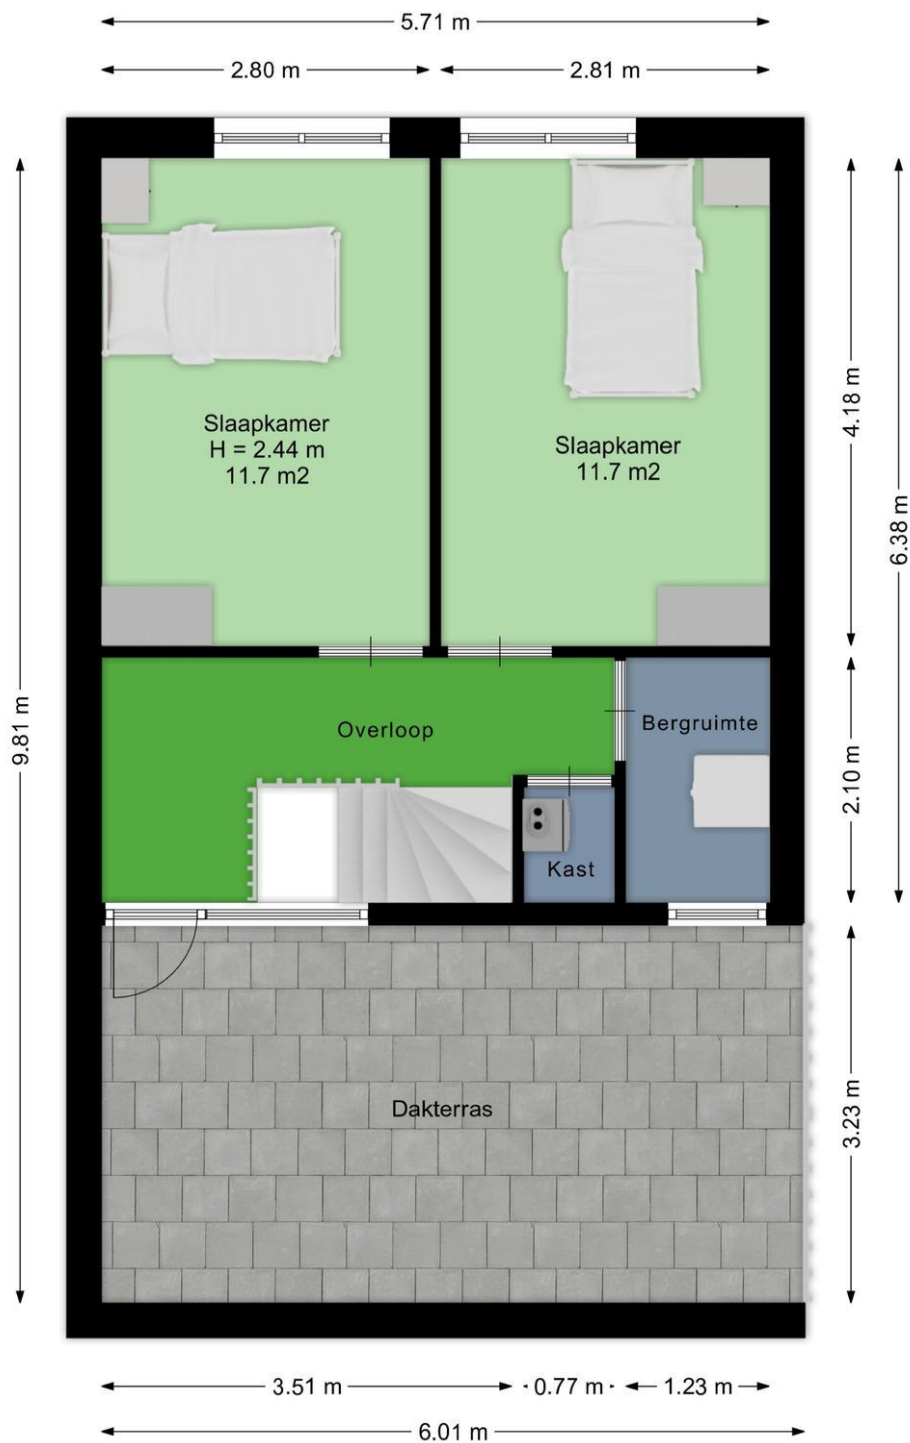 5.71 m
2.80 m
2.81 m
Slaapkamer
H = 2.44 m
11.7 m2
Slaapkamer
11.7 m2
4.18 m
6.38 m
9.81 m
Overloop
Bergruimte
2.10 m
Kast
Dakterras
3.23 m
3.51 m
0.77 m
1.23 m
6.01 m